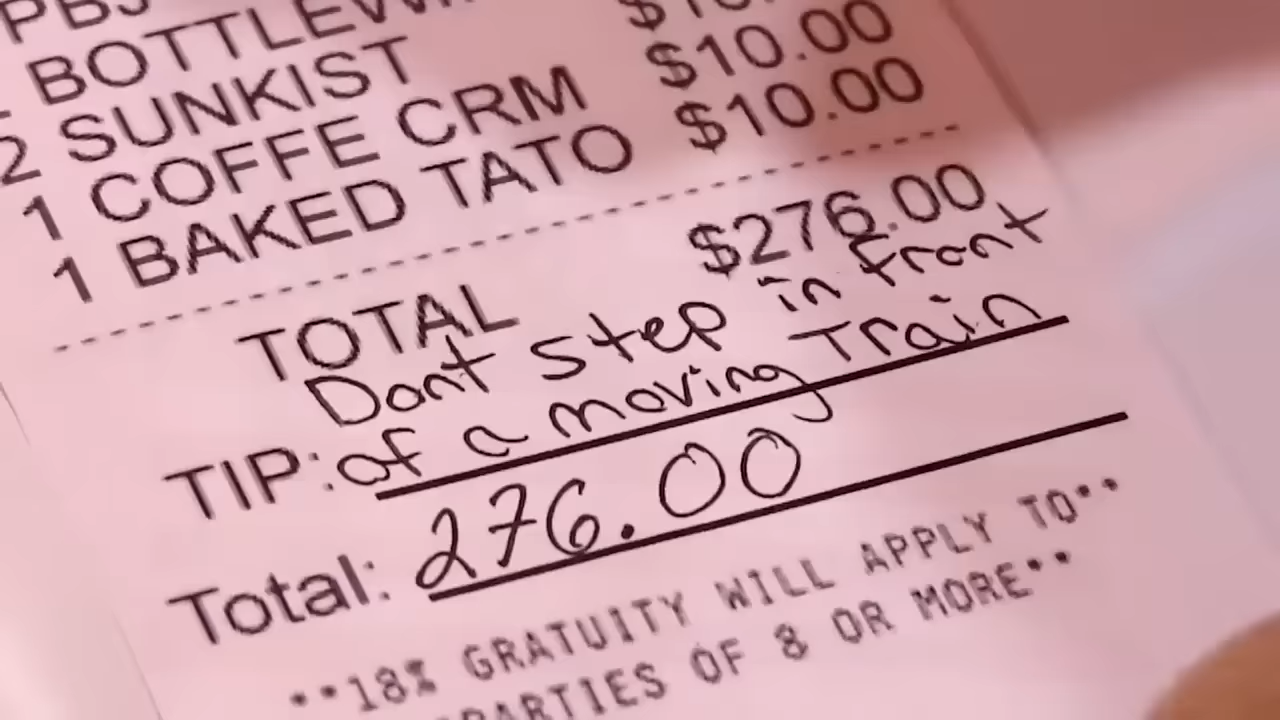 PBJ
BOTTLEW
2 SUNKIST $10.00
1 COFFE CRM $10.00
1 BAKED TATO $10.00
TOTAL $276.00
Dont step in front
TIP: of a moving Train
Total: 276.00
**18% GRATUITY WILL APPLY TO**
PARTIES OF 8 OR MORE**